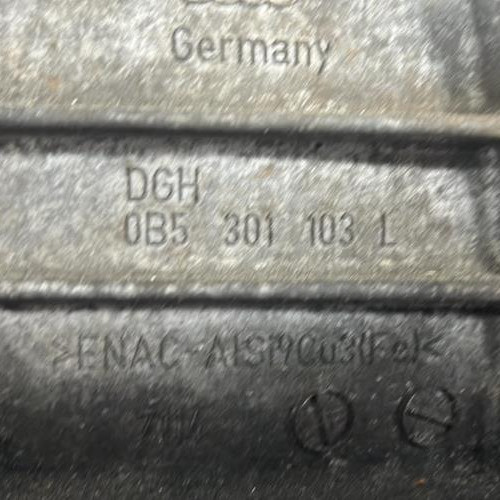 Germany
DGH
0B5 301 103 L
>ENAC-AlSi9Cu3(Fe)<